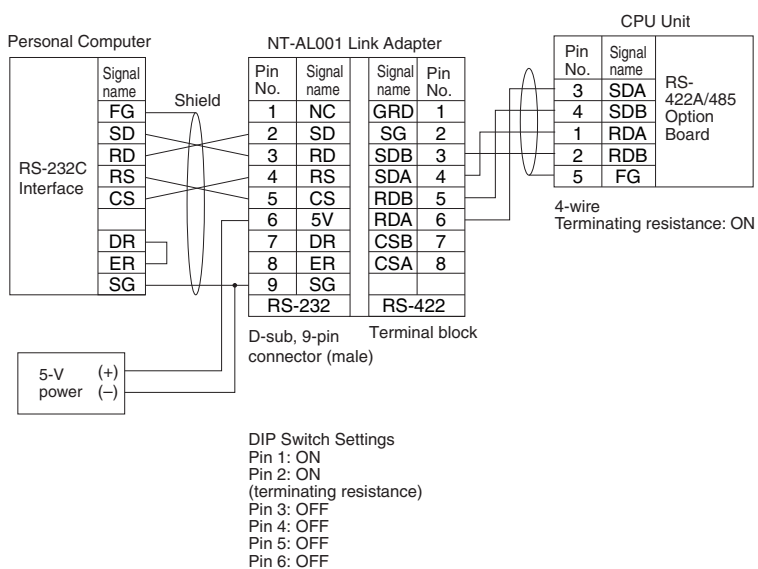 CPU Unit
Personal Computer
NT-AL001 Link Adapter
Signal name
FG
SD
RD
RS
CS
DR
ER
SG
RS-232C
Interface
Shield
Pin No. Signal name
1 NC
2 SD
3 RD
4 RS
5 CS
6 5V
7 DR
8 ER
9 SG
RS-232
Signal name Pin No.
GRD 1
SG 2
SDB 3
SDA 4
RDB 5
RDA 6
CSB 7
CSA 8
RS-422
Pin No. Signal name
3 SDA
4 SDB
1 RDA
2 RDB
5 FG
RS-
422A/485
Option
Board
4-wire
Terminating resistance: ON
D-sub, 9-pin
connector (male)
Terminal block
5-V
power
(+)
(–)
DIP Switch Settings
Pin 1: ON
Pin 2: ON
(terminating resistance)
Pin 3: OFF
Pin 4: OFF
Pin 5: OFF
Pin 6: OFF